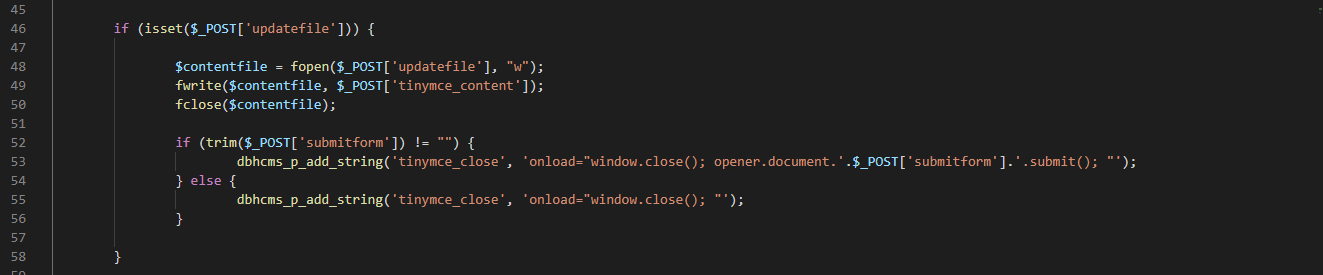 45
46 if (isset($_POST['updatefile'])) {
47
48 $contentfile = fopen($_POST['updatefile'], "w");
49 fwrite($contentfile, $_POST['tinymce_content']);
50 fclose($contentfile);
51
52 if (trim($_POST['submitform']) != "") {
53 dbhcms_p_add_string('tinymce_close', 'onload="window.close(); opener.document.'.$_POST['submitform'].'.submit(); "');
54 } else {
55 dbhcms_p_add_string('tinymce_close', 'onload="window.close(); "');
56 }
57
58 }